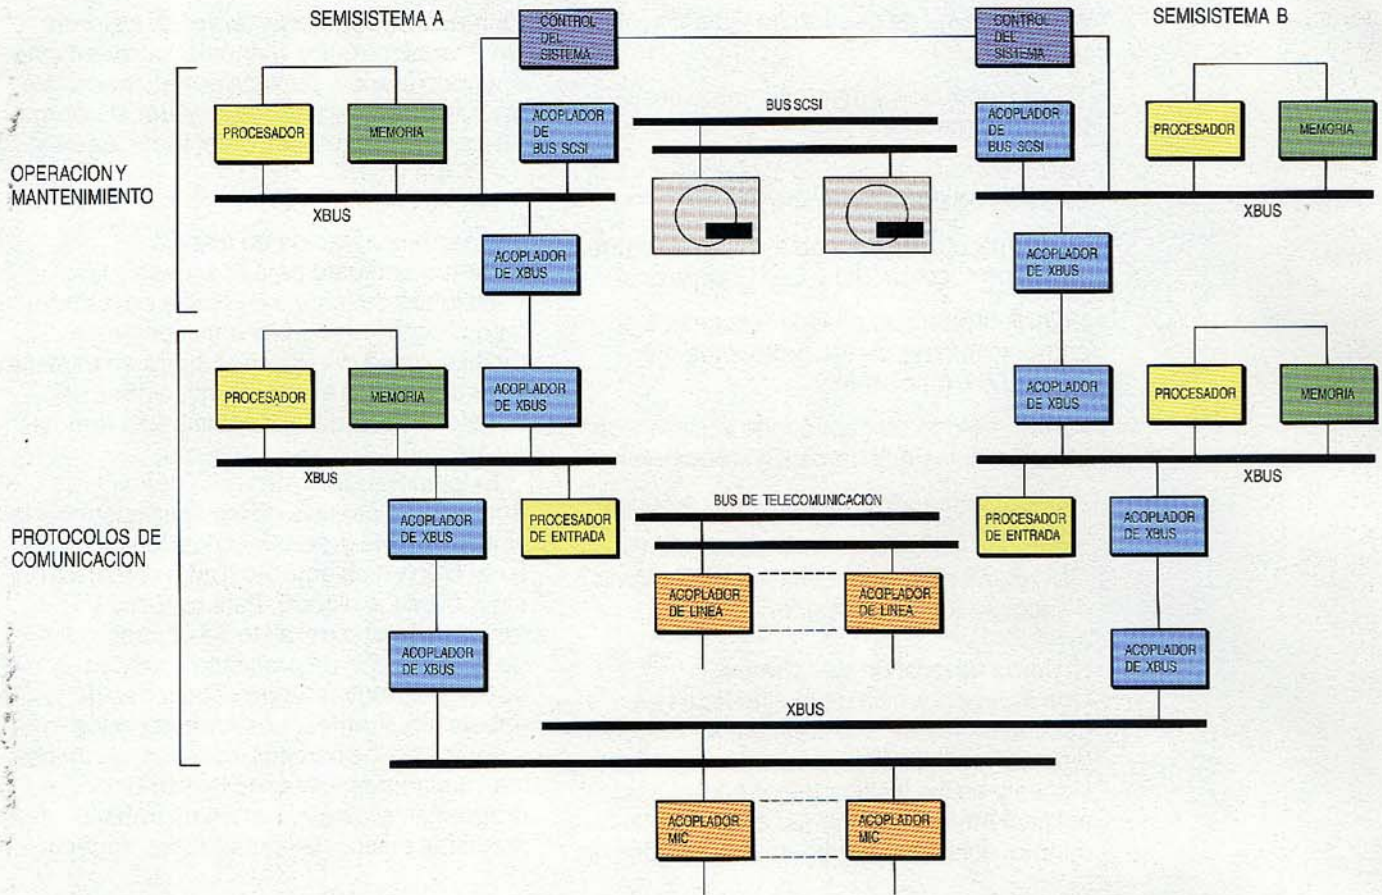 SEMISISTEMA A
CONTROL
DEL
SISTEMA
CONTROL
DEL
SISTEMA
SEMISISTEMA B
PROCESADOR
MEMORIA
ACOPLADOR
DE
BUS SCSI
BUS SCSI
ACOPLADOR
DE
BUS SCSI
PROCESADOR
MEMORIA
OPERACION Y
MANTENIMIENTO
XBUS
XBUS
ACOPLADOR
DE XBUS
ACOPLADOR
DE XBUS
PROCESADOR
MEMORIA
ACOPLADOR
DE XBUS
ACOPLADOR
DE XBUS
PROCESADOR
MEMORIA
XBUS
XBUS
PROTOCOLOS DE
COMUNICACION
ACOPLADOR
DE XBUS
PROCESADOR
DE ENTRADA
BUS DE TELECOMUNICACION
PROCESADOR
DE ENTRADA
ACOPLADOR
DE XBUS
ACOPLADOR
DE LINEA
ACOPLADOR
DE LINEA
ACOPLADOR
DE XBUS
ACOPLADOR
DE XBUS
XBUS
ACOPLADOR
MIC
ACOPLADOR
MIC